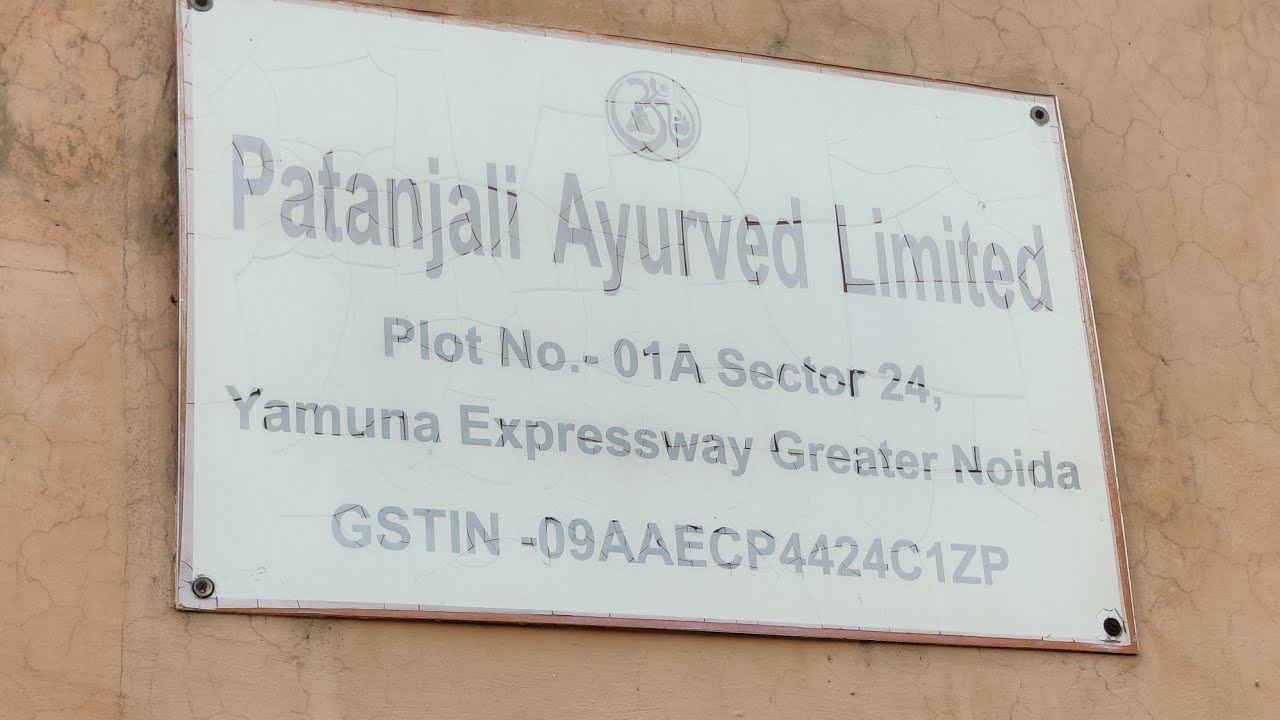 Patanjali Ayurved Limited
Plot No.- 01A Sector 24,
Yamuna Expressway Greater Noida
GSTIN -09AAECP4424C1ZP